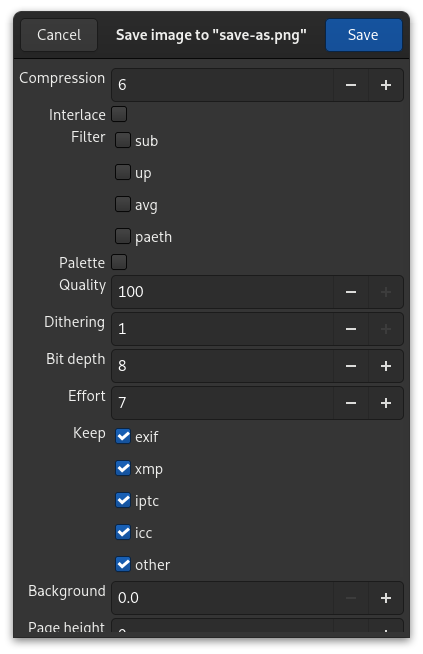 Cancel Save image to "save-as.png" Save
Compression 6
Interlace
Filter sub
up
avg
paeth
Palette
Quality 100
Dithering 1
Bit depth 8
Effort 7
Keep exif
xmp
iptc
icc
other
Background 0.0
Page height